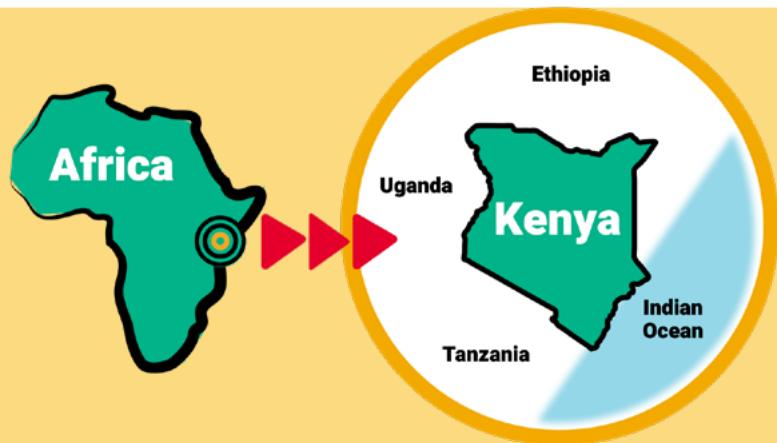 Africa
Ethiopia
Uganda
Kenya
Indian
Ocean
Tanzania